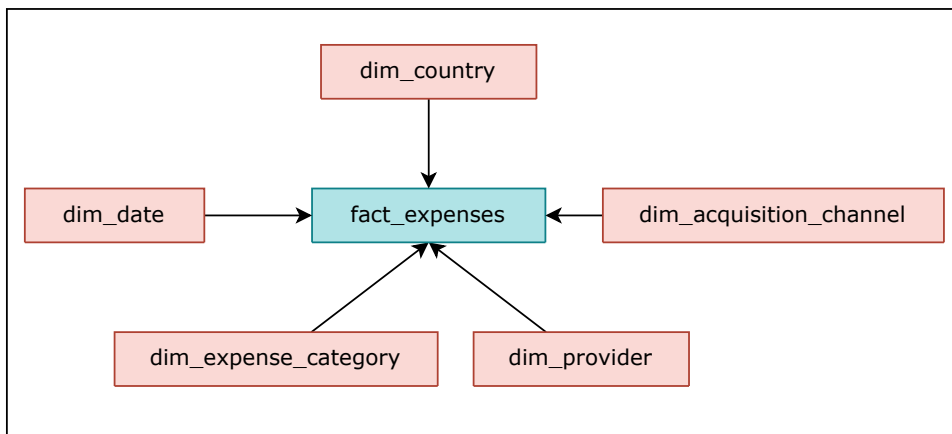 dim_country
dim_date
fact_expenses
dim_acquisition_channel
dim_expense_category
dim_provider